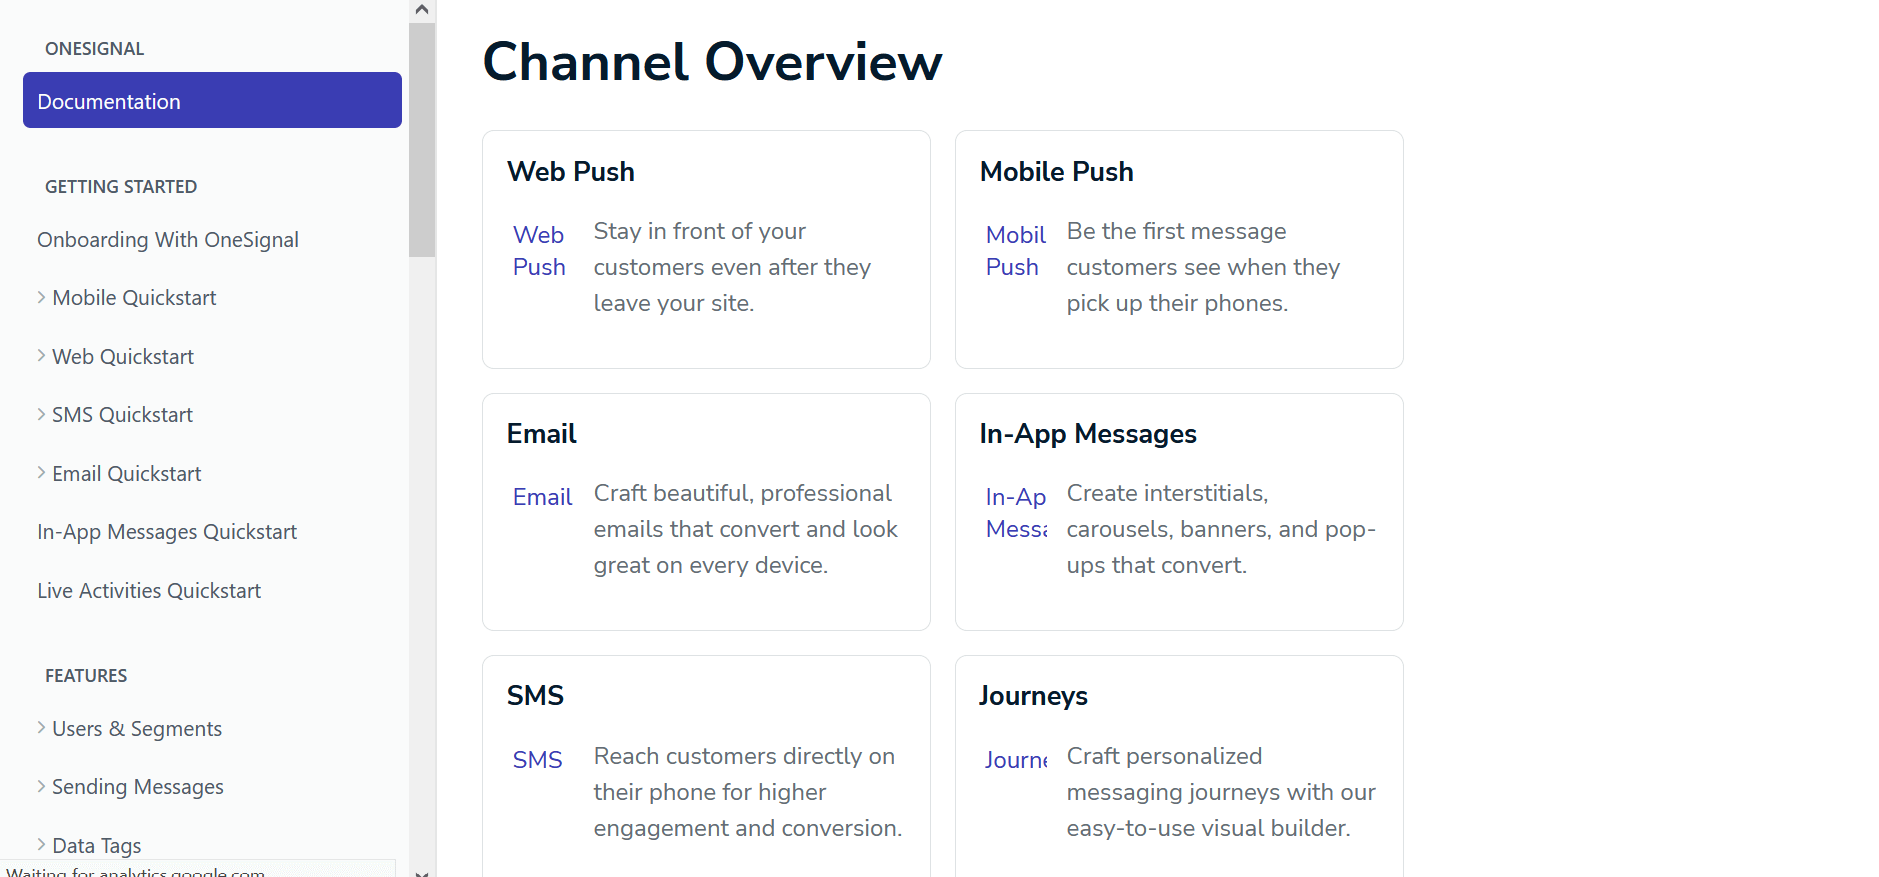 ONESIGNAL
Documentation
GETTING STARTED
Onboarding With OneSignal
Mobile Quickstart
Web Quickstart
SMS Quickstart
Email Quickstart
In-App Messages Quickstart
Live Activities Quickstart
FEATURES
Users & Segments
Sending Messages
Data Tags
Waiting for analytics.google.com
Channel Overview
Web Push
Web
Push
Stay in front of your
customers even after they
leave your site.
Mobile Push
Mobil
Push
Be the first message
customers see when they
pick up their phones.
Email
Email
Craft beautiful, professional
emails that convert and look
great on every device.
In-App Messages
In-Ap
Messa
Create interstitials,
carousels, banners, and pop-
ups that convert.
SMS
SMS
Reach customers directly on
their phone for higher
engagement and conversion.
Journeys
Journe
Craft personalized
messaging journeys with our
easy-to-use visual builder.